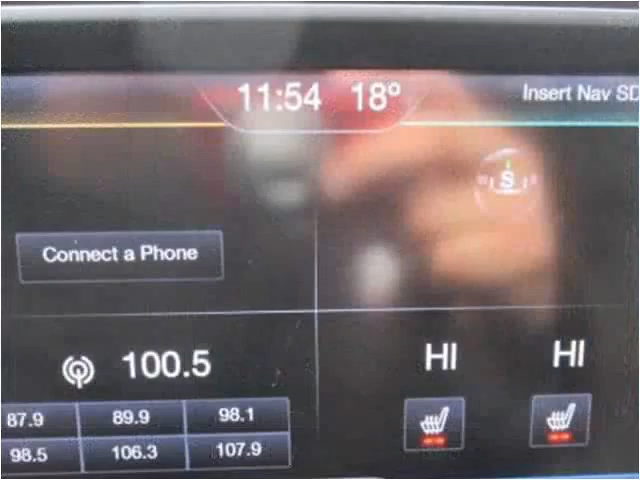 11:54 18°
Insert Nav SD
S
Connect a Phone
100.5
HI HI
87.9 89.9 98.1
98.5 106.3 107.9